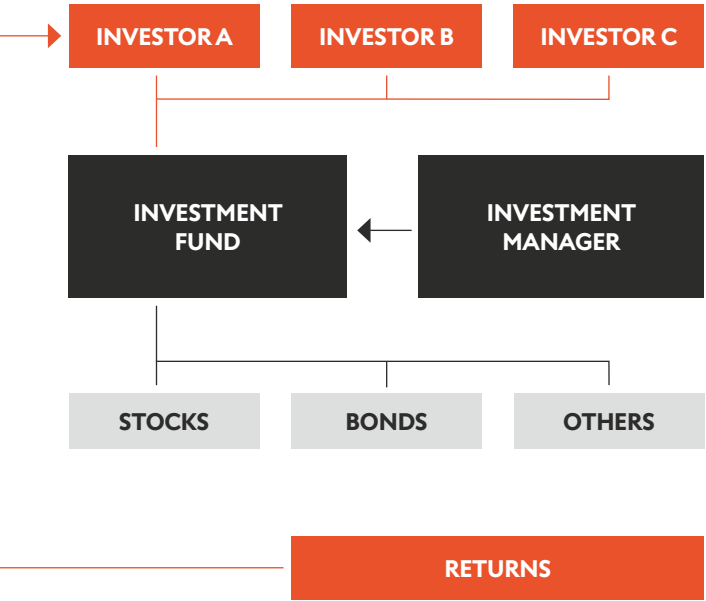 INVESTOR A
INVESTOR B
INVESTOR C
INVESTMENT
FUND
INVESTMENT
MANAGER
STOCKS
BONDS
OTHERS
RETURNS